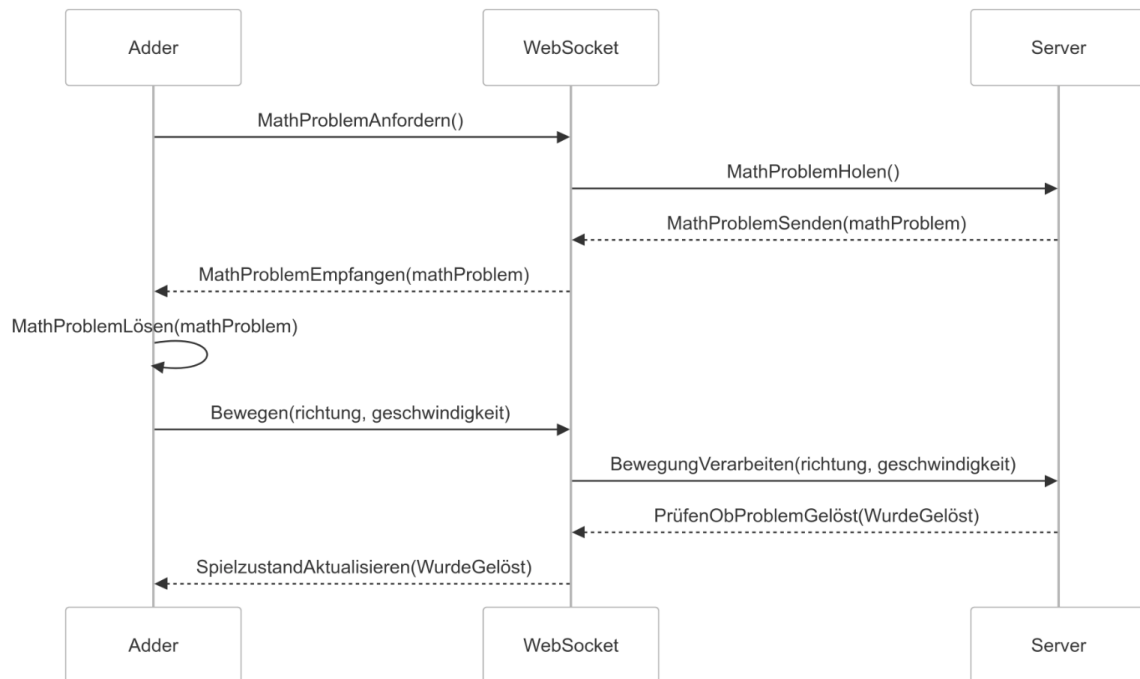 Adder
WebSocket
Server
MathProblemAnfordern()
MathProblemHolen()
MathProblemSenden(mathProblem)
MathProblemEmpfangen(mathProblem)
MathProblemLösen(mathProblem)
Bewegen(richtung, geschwindigkeit)
BewegungVerarbeiten(richtung, geschwindigkeit)
PrüfenObProblemGelöst(WurdeGelöst)
SpielzustandAktualisieren(WurdeGelöst)
Adder
WebSocket
Server